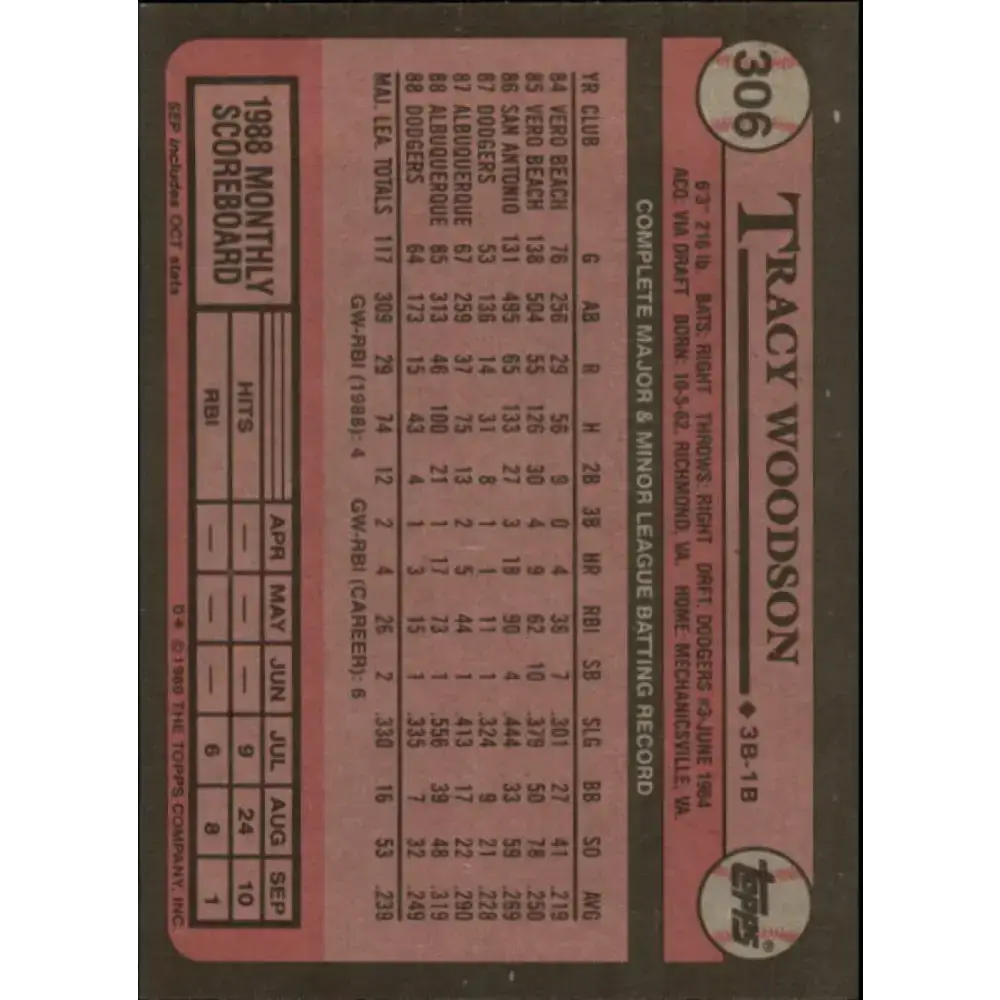 306
TRACY WOODSON ◆ 3B-1B
topps®
6'3" 216 lb. BATS: RIGHT THROWS: RIGHT DRFT. DODGERS #3-JUNE 1984
ACQ. VIA DRAFT BORN: 10-5-62, RICHMOND, VA. HOME: MECHANICSVILLE, VA.
COMPLETE MAJOR & MINOR LEAGUE BATTING RECORD
YR CLUB G AB R H 2B 3B HR RBI SB SLG BB SO AVG
84 VERO BEACH 76 256 29 56 9 0 4 36 7 .301 27 41 .219
85 VERO BEACH 138 504 55 126 30 4 9 62 10 .379 50 78 .250
86 SAN ANTONIO 131 495 65 133 27 3 18 90 4 .444 33 59 .269
87 DODGERS 53 136 14 31 8 1 1 11 1 .324 9 21 .228
87 ALBUQUERQUE 67 259 37 75 13 2 5 44 1 .413 17 22 .290
88 ALBUQUERQUE 85 313 46 100 21 1 17 73 1 .556 39 48 .319
88 DODGERS 64 173 15 43 4 1 3 15 1 .335 7 32 .249
MAJ. LEA. TOTALS 117 309 29 74 12 2 4 26 2 .330 16 53 .239
GW-RBI (1988): 4 GW-RBI (CAREER): 6
1988 MONTHLY
SCOREBOARD
APR MAY JUN JUL AUG SEP
HITS — — — 9 24 10
RBI — — — 6 8 1
SEP includes OCT stats
D* © 1989 THE TOPPS COMPANY, INC.